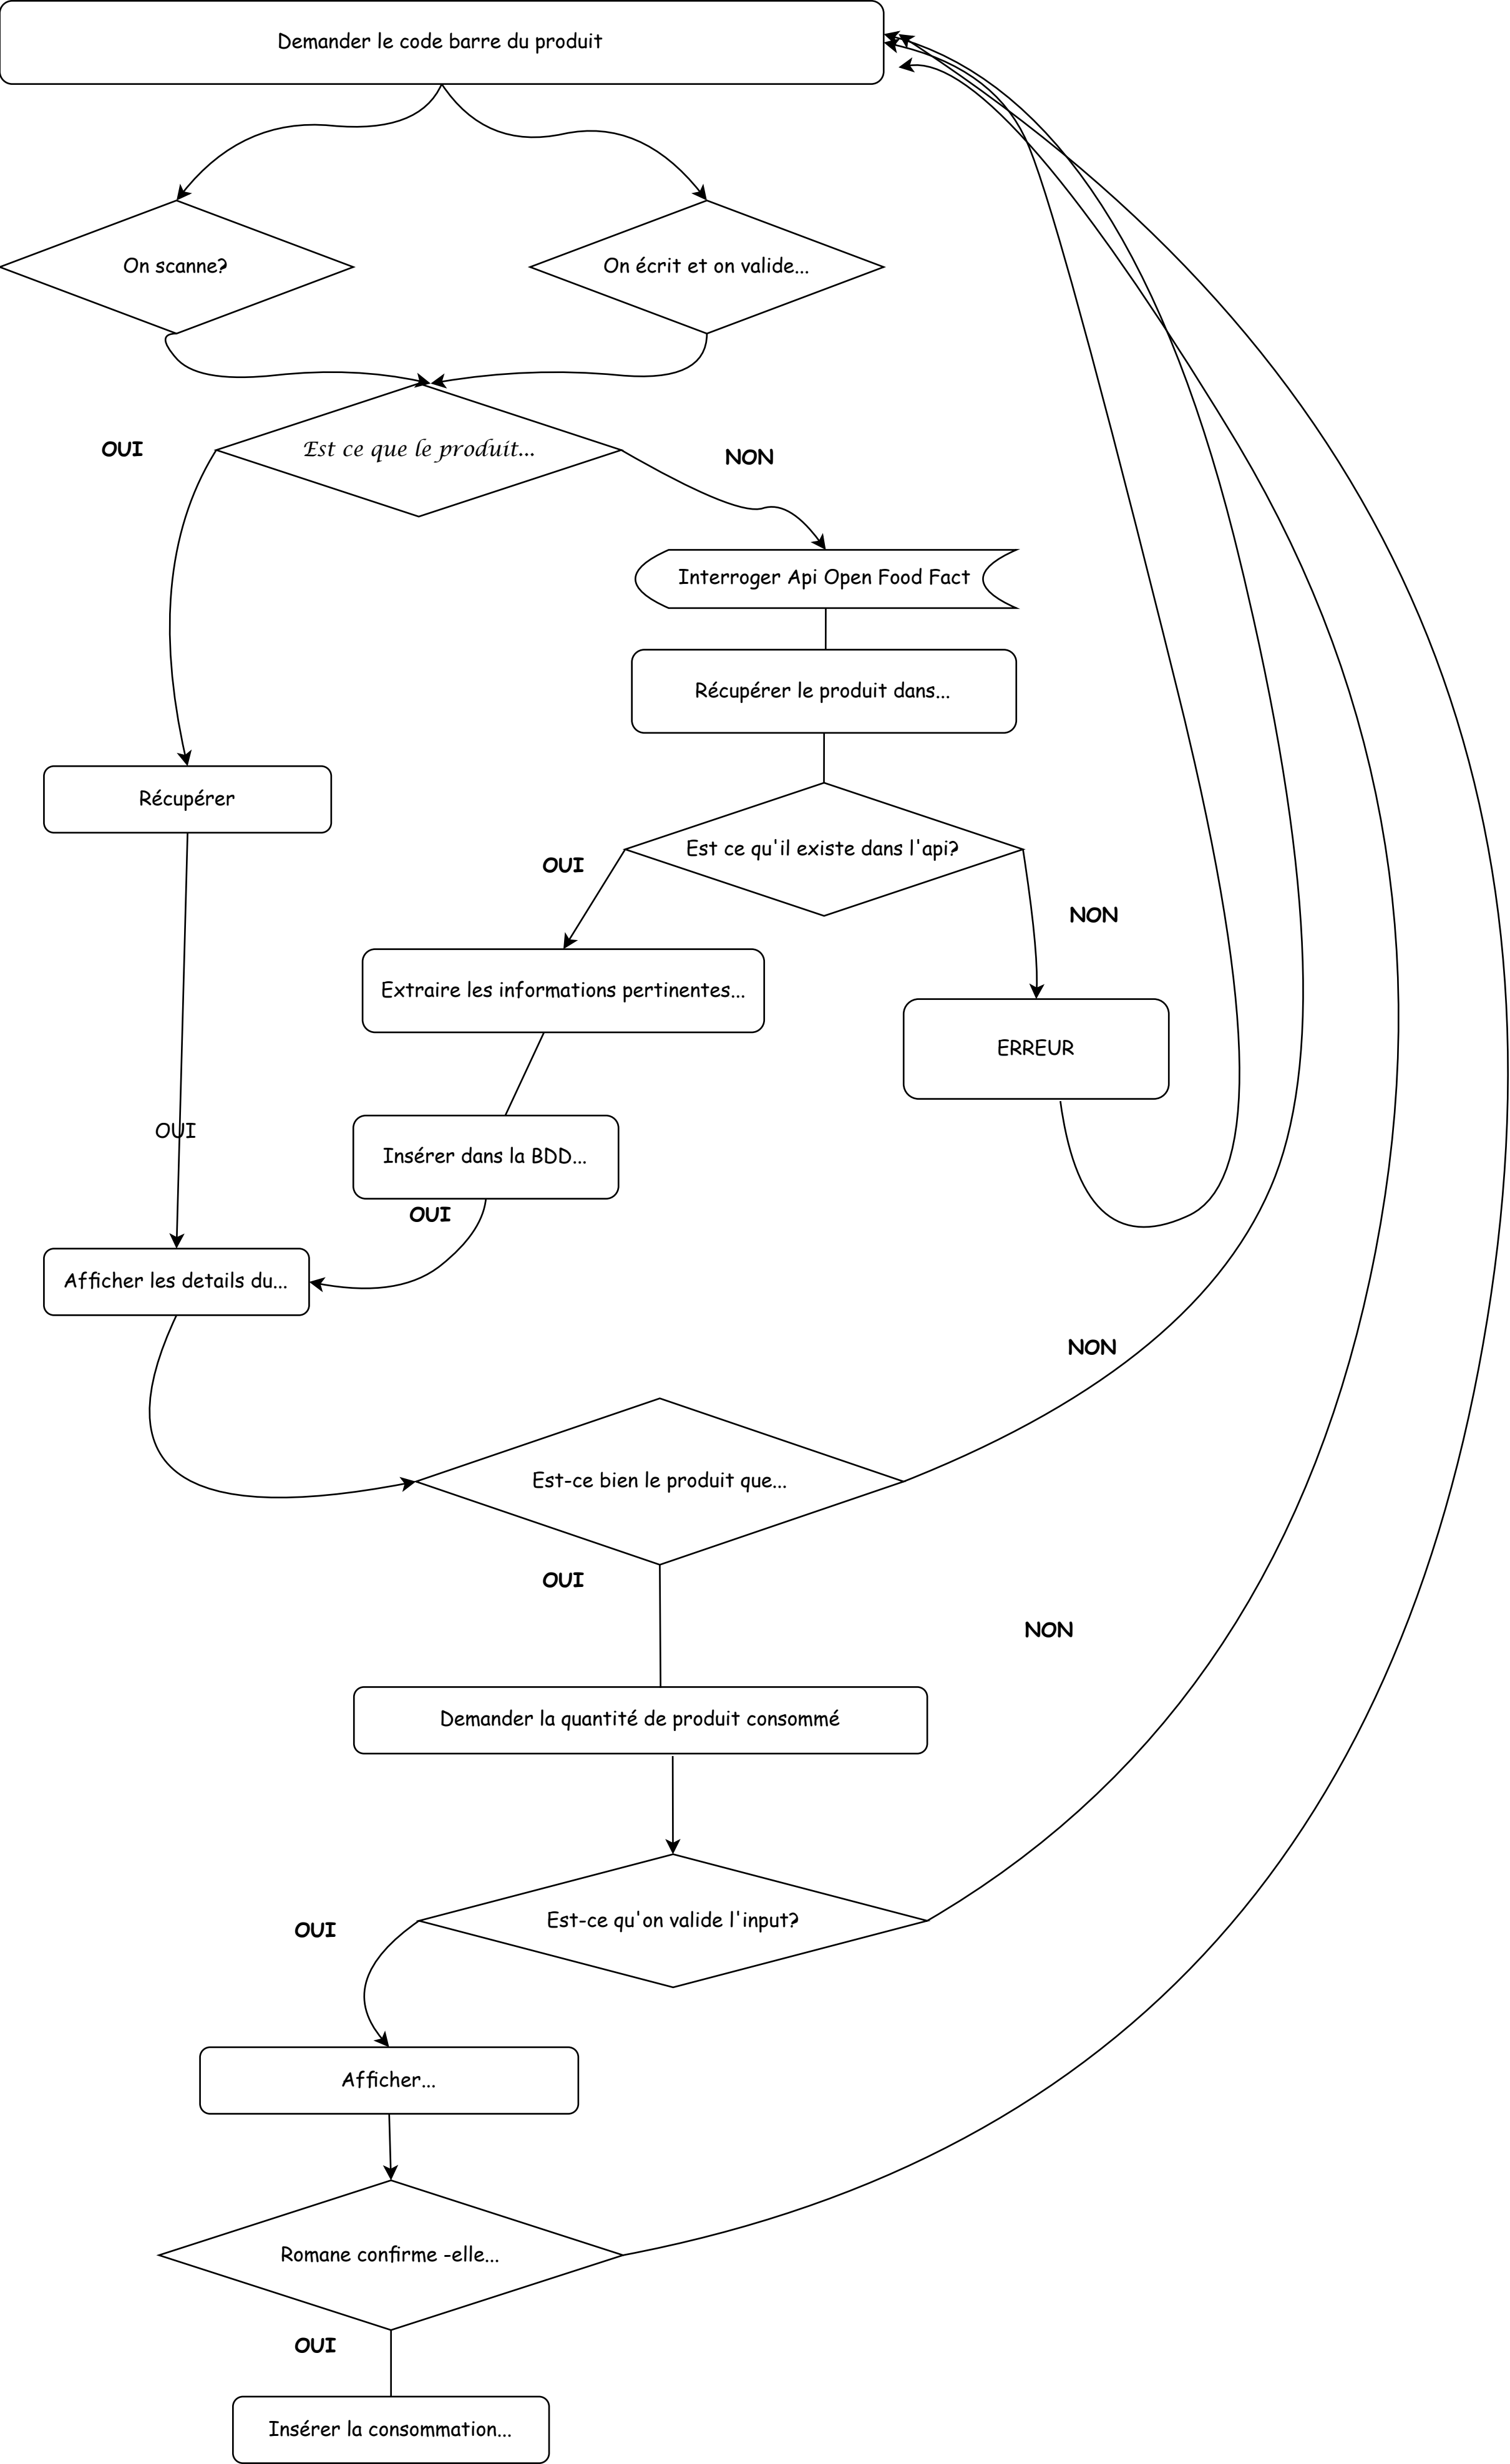 Demander le code barre du produit
On scanne?
On écrit et on valide...
OUI
Est ce que le produit...
NON
Interroger Api Open Food Fact
Récupérer le produit dans...
Récupérer
Est ce qu'il existe dans l'api?
OUI
NON
Extraire les informations pertinentes...
ERREUR
OUI
Insérer dans la BDD...
OUI
Afficher les details du...
NON
Est-ce bien le produit que...
OUI
NON
Demander la quantité de produit consommé
Est-ce qu'on valide l'input?
OUI
Afficher...
Romane confirme -elle...
OUI
Insérer la consommation...